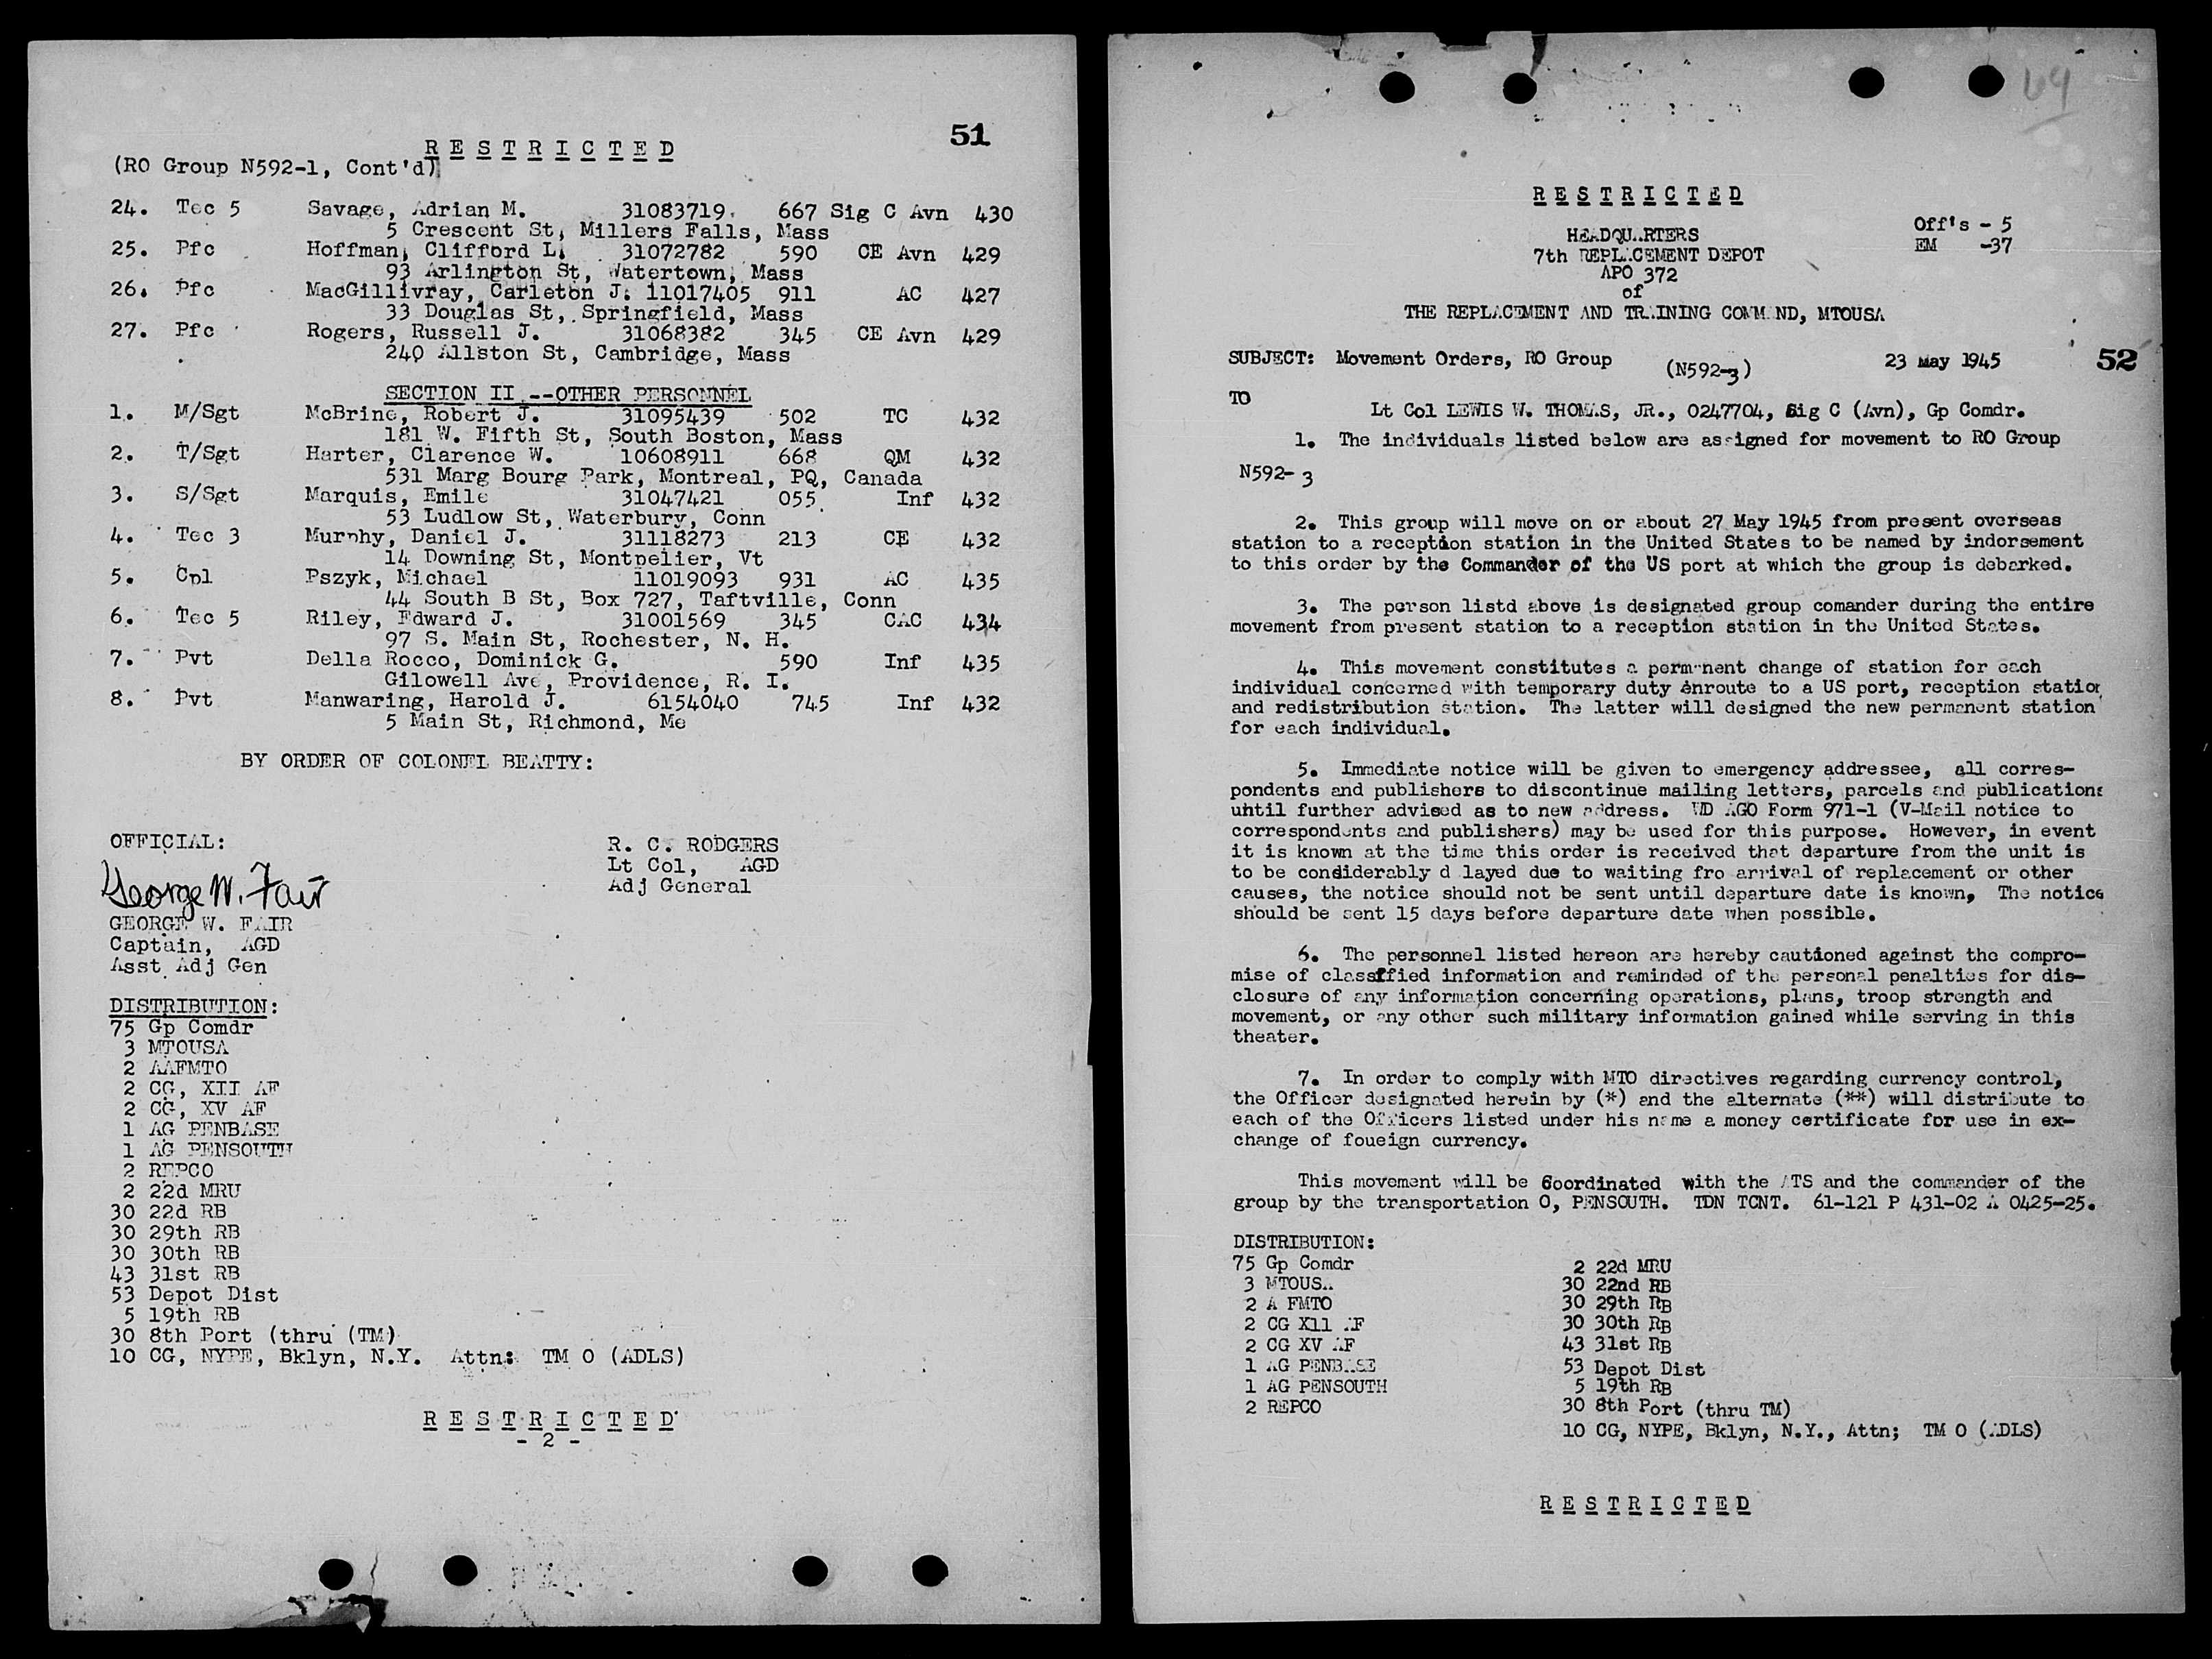 51
R E S T R I C T E D
(RO Group N592-1, Cont'd)
24. Tec 5 Savage, Adrian M. 31083719. 667 Sig C Avn 430
5 Crescent St, Millers Falls, Mass
25. Pfc Hoffman, Clifford L. 31072782 590 CE Avn 429
93 Arlington St, Watertown, Mass
26. Pfc MacGillivray, Carleton J. 11017405 911 AC 427
33 Douglas St, Springfield, Mass
27. Pfc Rogers, Russell J. 31068382 345 CE Avn 429
240 Allston St, Cambridge, Mass
SECTION II --OTHER PERSONNEL
1. M/Sgt McBrine, Robert J. 31095439 502 TC 432
181 W. Fifth St, South Boston, Mass
2. T/Sgt Harter, Clarence W. 10608911 668 QM 432
531 Marg Bourg Park, Montreal, PQ, Canada
3. S/Sgt Marquis, Emile 31047421 055 Inf 432
53 Ludlow St, Waterbury, Conn
4. Tec 3 Murphy, Daniel J. 31118273 213 CE 432
14 Downing St, Montpelier, Vt
5. Cpl Pszyk, Michael 11019093 931 AC 435
44 South B St, Box 727, Taftville, Conn
6. Tec 5 Riley, Edward J. 31001569 345 CAC 434
97 S. Main St, Rochester, N. H.
7. Pvt Della Rocco, Dominick G. 590 Inf 435
Gilowell Ave, Providence, R. I.
8. Pvt Manwaring, Harold J. 6154040 745 Inf 432
5 Main St, Richmond, Me
BY ORDER OF COLONEL BEATTY:
OFFICIAL:
R. C. RODGERS
Lt Col, AGD
Adj General
George W. Fair
GEORGE W. FAIR
Captain, AGD
Asst Adj Gen
DISTRIBUTION:
75 Gp Comdr
3 MTOUSA
2 AAFMTO
2 CG, XII AF
2 CG, XV AF
1 AG PENBASE
1 AG PENSOUTH
2 REPCO
2 22d MRU
30 22d RB
30 29th RB
30 30th RB
43 31st RB
53 Depot Dist
5 19th RB
30 8th Port (thru (TM)
10 CG, NYPE, Bklyn, N.Y. Attn: TM O (ADLS)
R E S T R I C T E D
- 2 -
64
R E S T R I C T E D
Off's - 5
EM -37
HEADQUARTERS
7th REPLACEMENT DEPOT
APO 372
of
THE REPLACEMENT AND TRAINING COMMAND, MTOUSA
SUBJECT: Movement Orders, RO Group (N592-3) 23 May 1945
52
TO
Lt Col LEWIS W. THOMAS, JR., O247704, Sig C (Avn), Gp Comdr.
1. The individuals listed below are assigned for movement to RO Group
N592- 3
2. This group will move on or about 27 May 1945 from present overseas
station to a reception station in the United States to be named by indorsement
to this order by the Commander of the US port at which the group is debarked.
3. The person listd above is designated group comander during the entire
movement from present station to a reception station in the United States.
4. This movement constitutes a permanent change of station for each
individual concerned with temporary duty enroute to a US port, reception station
and redistribution station. The latter will designed the new permanent station
for each individual.
5. Immediate notice will be given to emergency addressee, all corres-
pondents and publishers to discontinue mailing letters, parcels and publications
uhtil further advised as to new address. WD AGO Form 971-1 (V-Mail notice to
correspondents and publishers) may be used for this purpose. However, in event
it is known at the time this order is received that departure from the unit is
to be considerably d layed due to waiting fro arrival of replacement or other
causes, the notice should not be sent until departure date is known, The notice
should be sent 15 days before departure date when possible.
6. The personnel listed hereon are hereby cautioned against the compro-
mise of classffied information and reminded of the personal penalties for dis-
closure of any information concerning operations, plans, troop strength and
movement, or any other such military information gained while serving in this
theater.
7. In order to comply with MTO directives regarding currency control,
the Officer designated herein by (*) and the alternate (**) will distribute to
each of the Officers listed under his name a money certificate for use in ex-
change of foueign currency.
This movement will be Coordinated with the ATS and the commander of the
group by the transportation O, PENSOUTH. TDN TCNT. 61-121 P 431-02 A 0425-25.
DISTRIBUTION:
75 Gp Comdr
3 MTOUSA
2 A FMTO
2 CG X11 AF
2 CG XV AF
1 AG PENBASE
1 AG PENSOUTH
2 REPCO
2 22d MRU
30 22nd RB
30 29th RB
30 30th RB
43 31st RB
53 Depot Dist
5 19th RB
30 8th Port (thru TM)
10 CG, NYPE, Bklyn, N.Y., Attn; TM O (ADLS)
R E S T R I C T E D